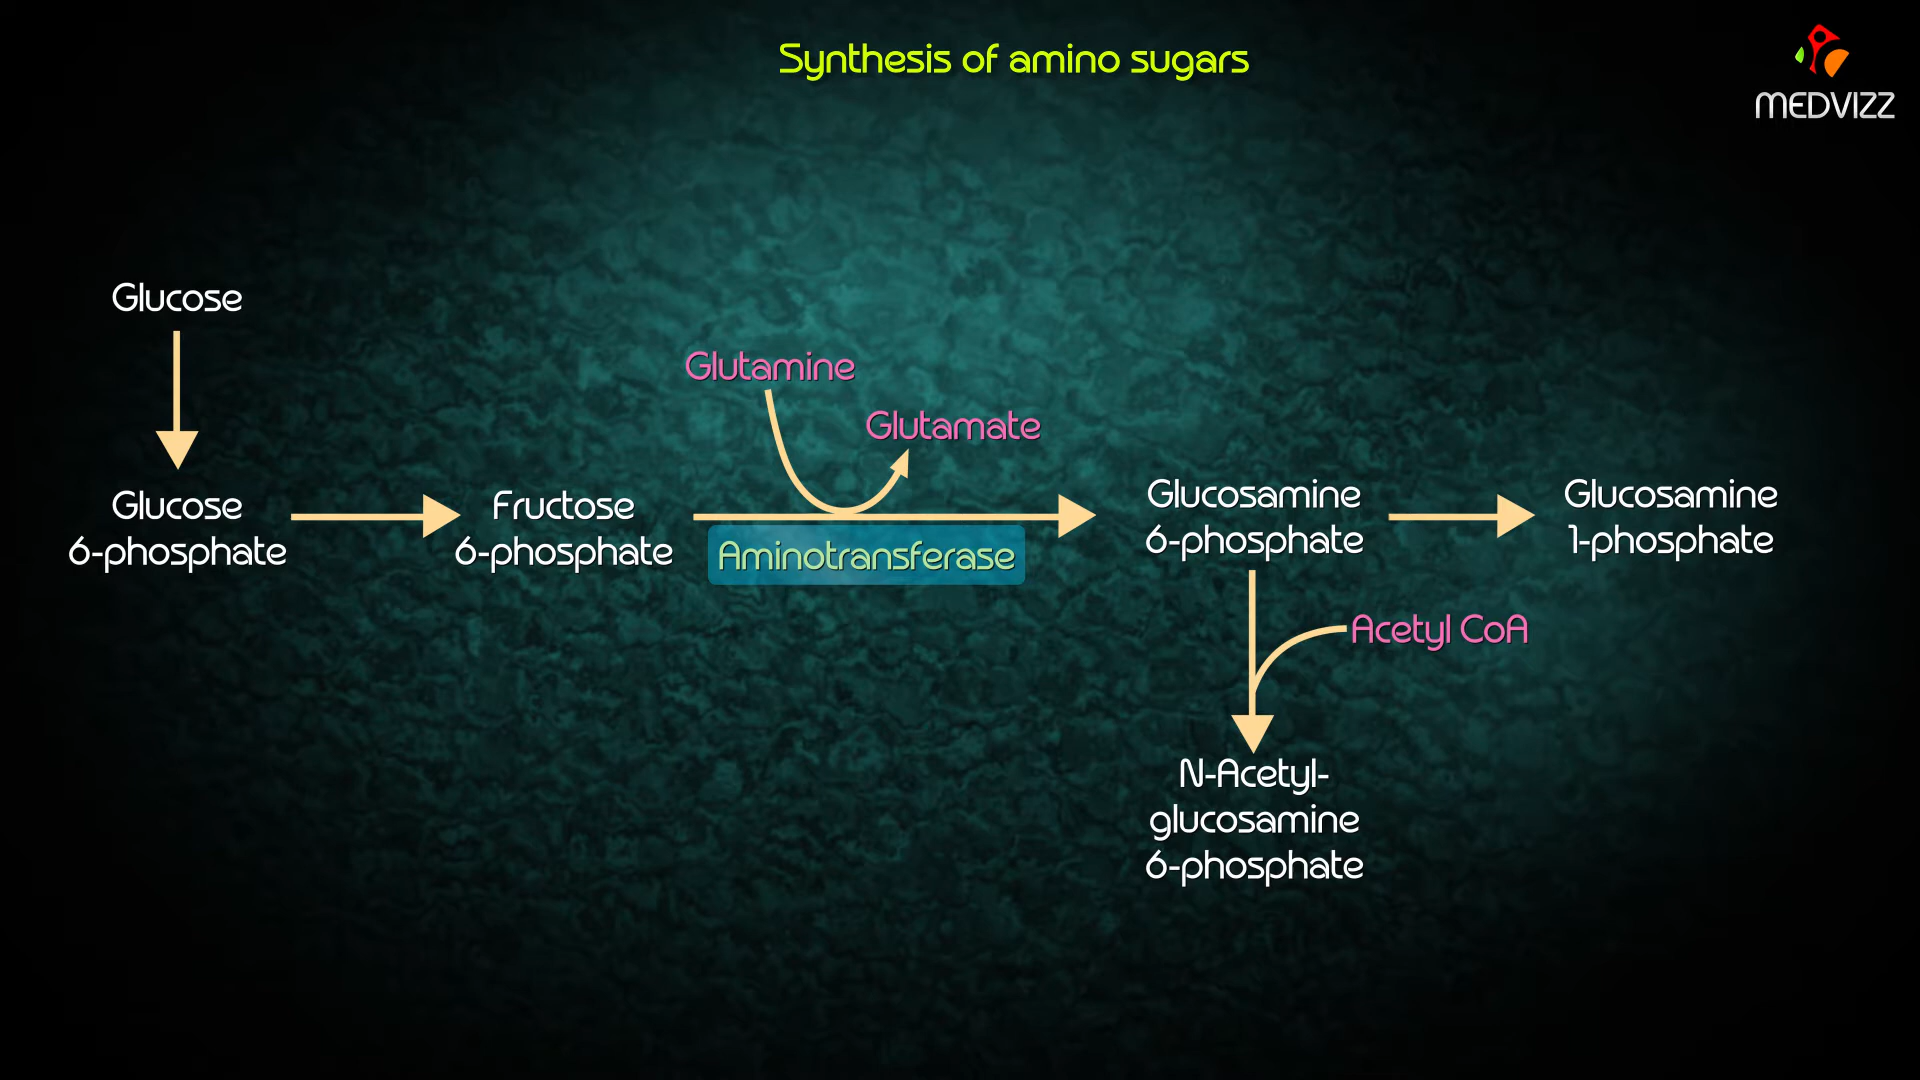 Synthesis of amino sugars
MEDVIZZ
Glucose
Glutamine
Glutamate
Glucose
6-phosphate
Fructose
6-phosphate
Aminotransferase
Glucosamine
6-phosphate
Glucosamine
1-phosphate
Acetyl CoA
N-Acetyl-
glucosamine
6-phosphate